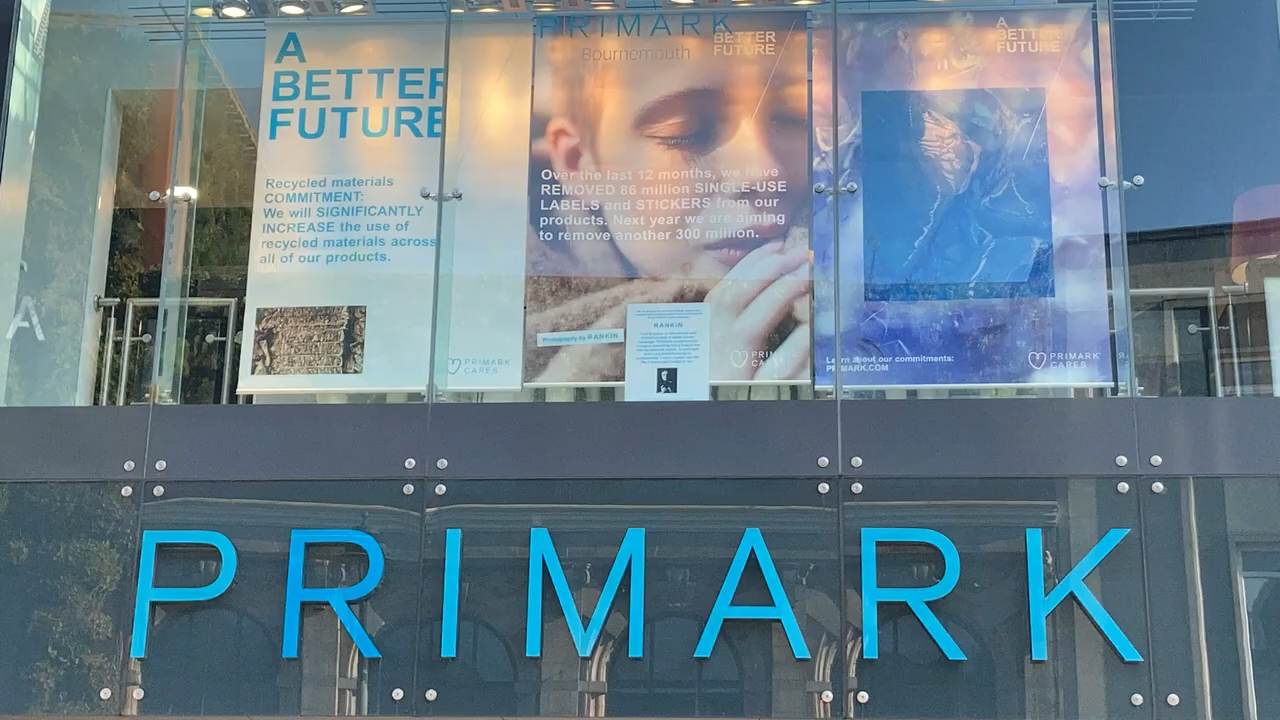 A
BETTER
FUTURE
Recycled materials
COMMITMENT:
We will SIGNIFICANTLY
INCREASE the use of
recycled materials across
all of our products.
PRIMARK
CARES
PRIMARK
Bournemouth
BETTER
FUTURE
Over the last 12 months, we have
REMOVED 86 million SINGLE-USE
LABELS and STICKERS from our
products. Next year we are aiming
to remove another 300 million.
Photography by RANKIN
RANKIN
A
BETTER
FUTURE
Learn about our commitments:
PRIMARK.COM
PRIMARK
CARES
PRIMARK